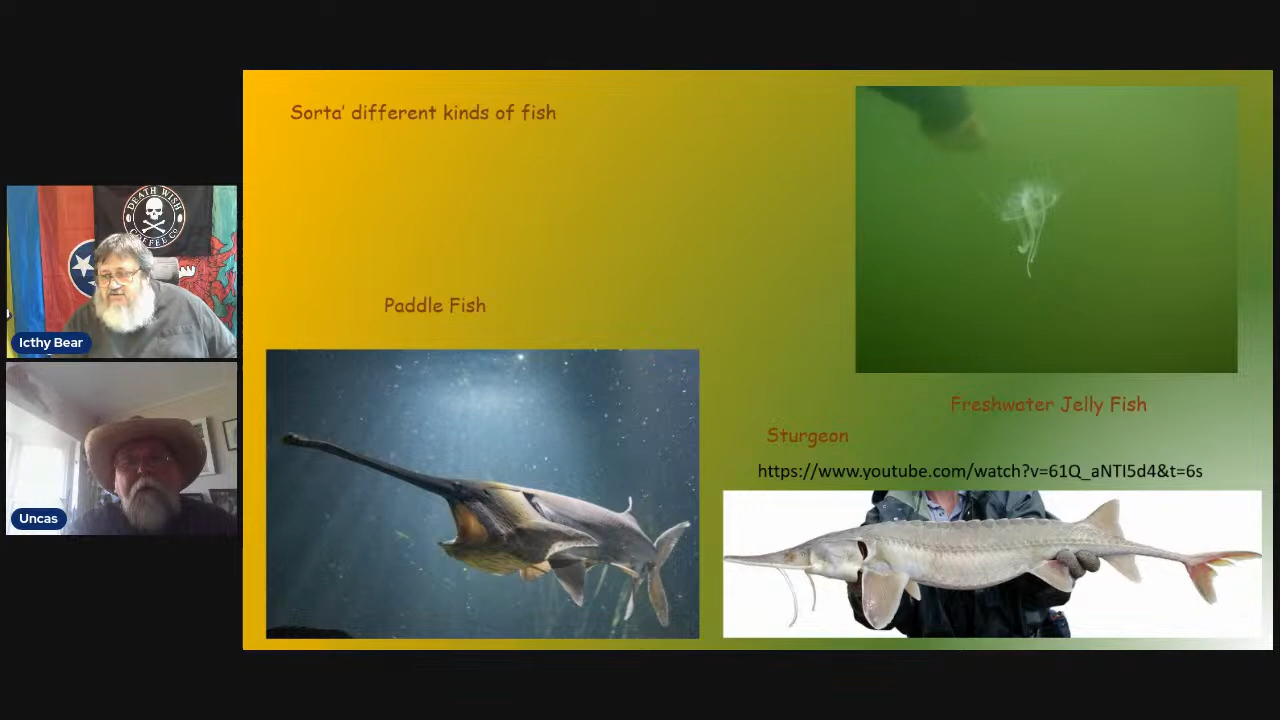 Sorta' different kinds of fish
DEATH WISH
COFFEE CO
Icthy Bear
Paddle Fish
Freshwater Jelly Fish
Sturgeon
https://www.youtube.com/watch?v=61Q_aNTI5d4&t=6s
Uncas